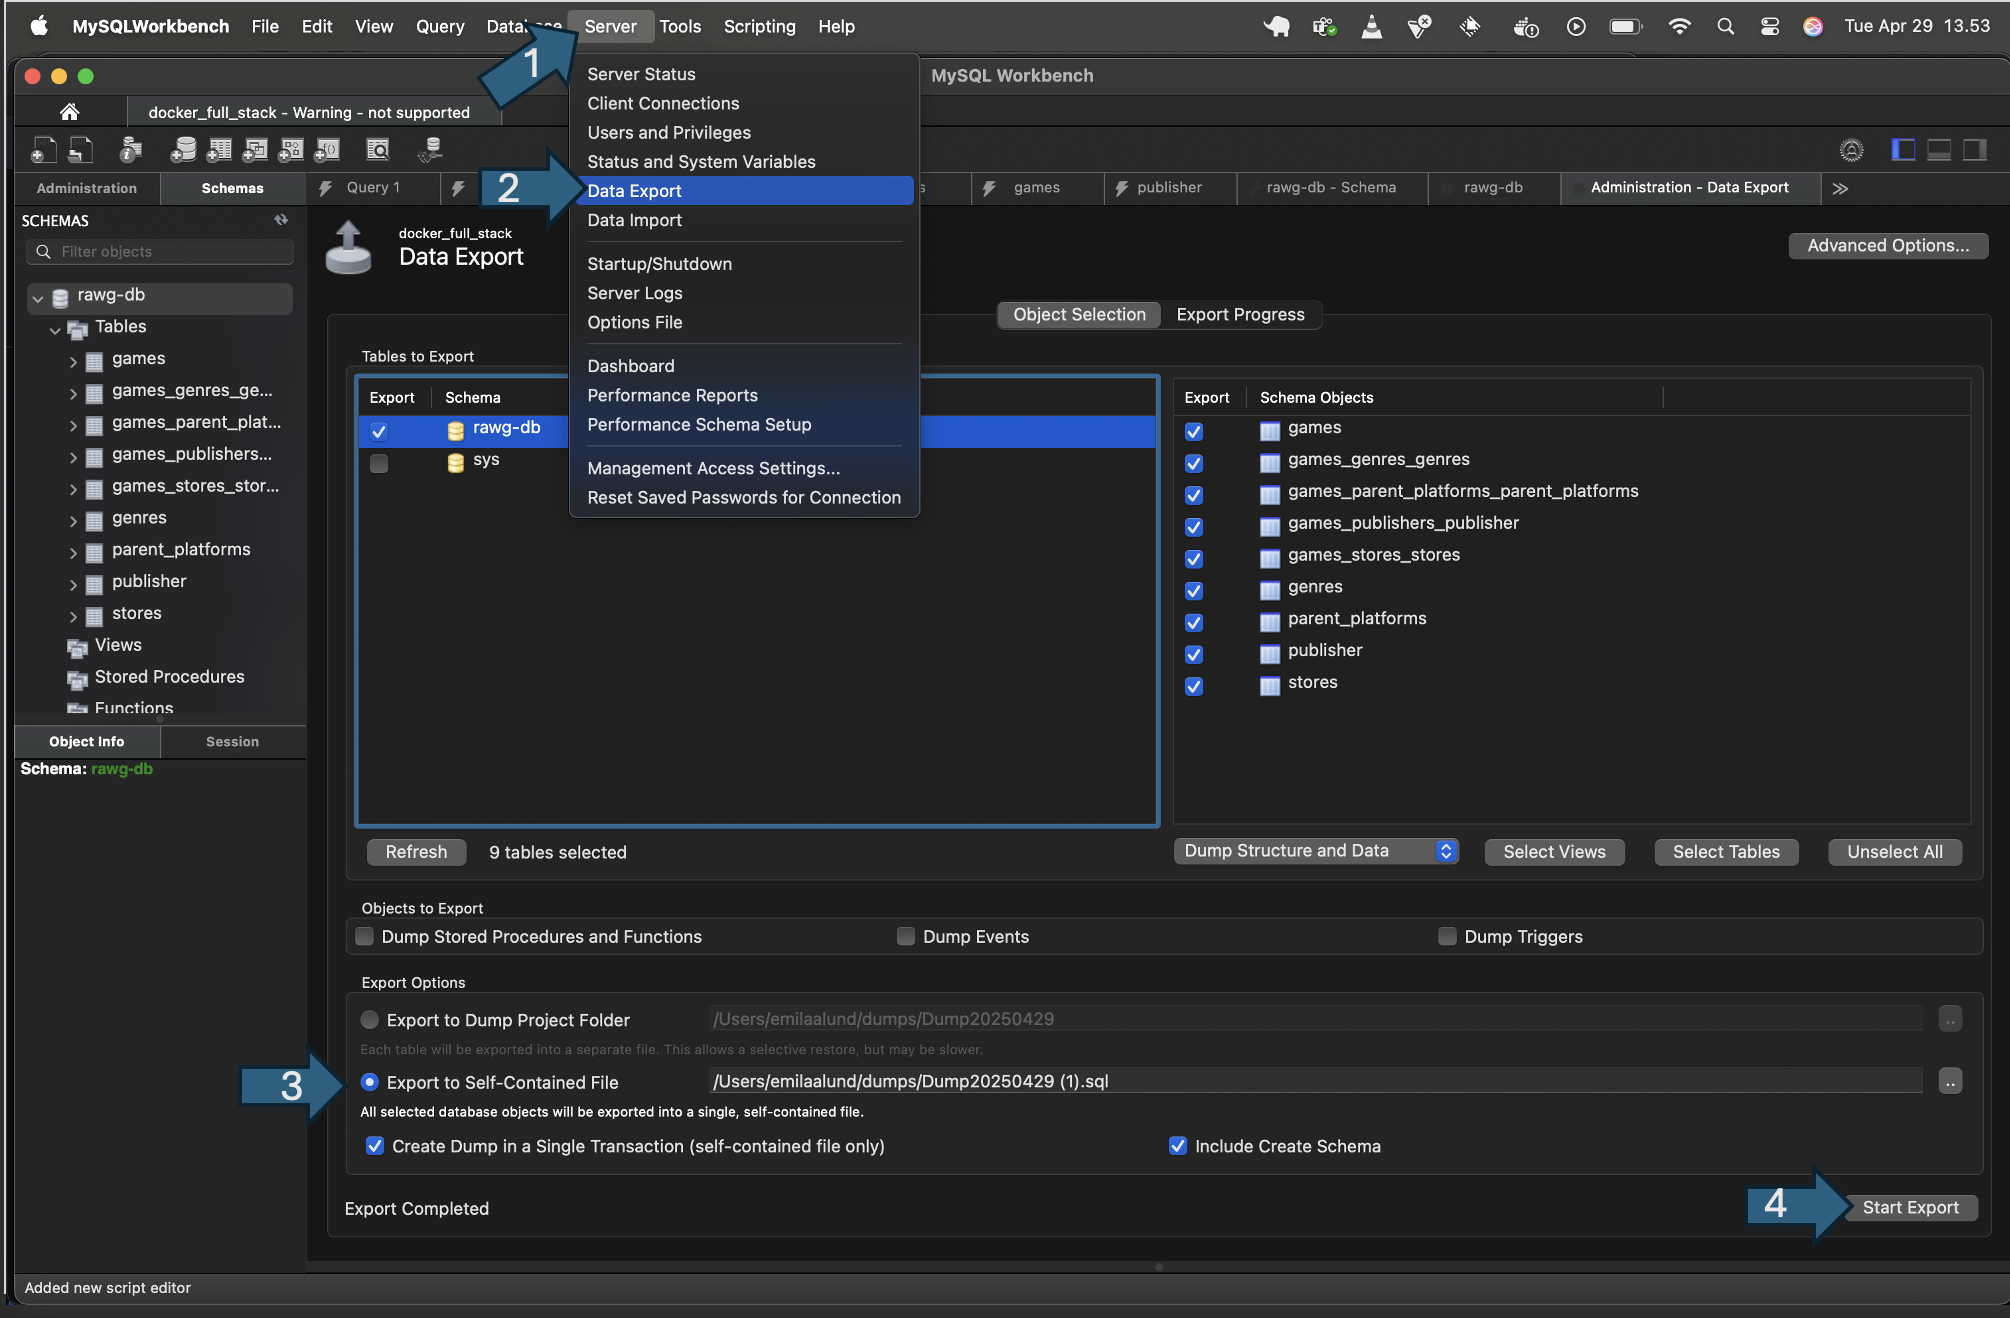 MySQLWorkbench File Edit View Query Database Server Tools Scripting Help Tue Apr 29 13.53
1
MySQL Workbench
docker_full_stack - Warning - not supported
Server Status
Client Connections
Users and Privileges
Status and System Variables
Data Export
Data Import
Startup/Shutdown
Server Logs
Options File
Dashboard
Performance Reports
Performance Schema Setup
Management Access Settings...
Reset Saved Passwords for Connection
2
Administration Schemas Query 1 s games publisher rawg-db - Schema rawg-db Administration - Data Export
SCHEMAS
Filter objects
rawg-db
Tables
games
games_genres_ge...
games_parent_plat...
games_publishers...
games_stores_stor...
genres
parent_platforms
publisher
stores
Views
Stored Procedures
Functions
Object Info Session
Schema: rawg-db
docker_full_stack
Data Export
Advanced Options...
Object Selection Export Progress
Tables to Export
Export Schema
rawg-db
sys
Export Schema Objects
games
games_genres_genres
games_parent_platforms_parent_platforms
games_publishers_publisher
games_stores_stores
genres
parent_platforms
publisher
stores
Refresh 9 tables selected Dump Structure and Data Select Views Select Tables Unselect All
Objects to Export
Dump Stored Procedures and Functions Dump Events Dump Triggers
Export Options
Export to Dump Project Folder /Users/emilaalund/dumps/Dump20250429 ..
Each table will be exported into a separate file. This allows a selective restore, but may be slower.
3
Export to Self-Contained File /Users/emilaalund/dumps/Dump20250429 (1).sql ..
All selected database objects will be exported into a single, self-contained file.
Create Dump in a Single Transaction (self-contained file only) Include Create Schema
Export Completed
4
Start Export
Added new script editor